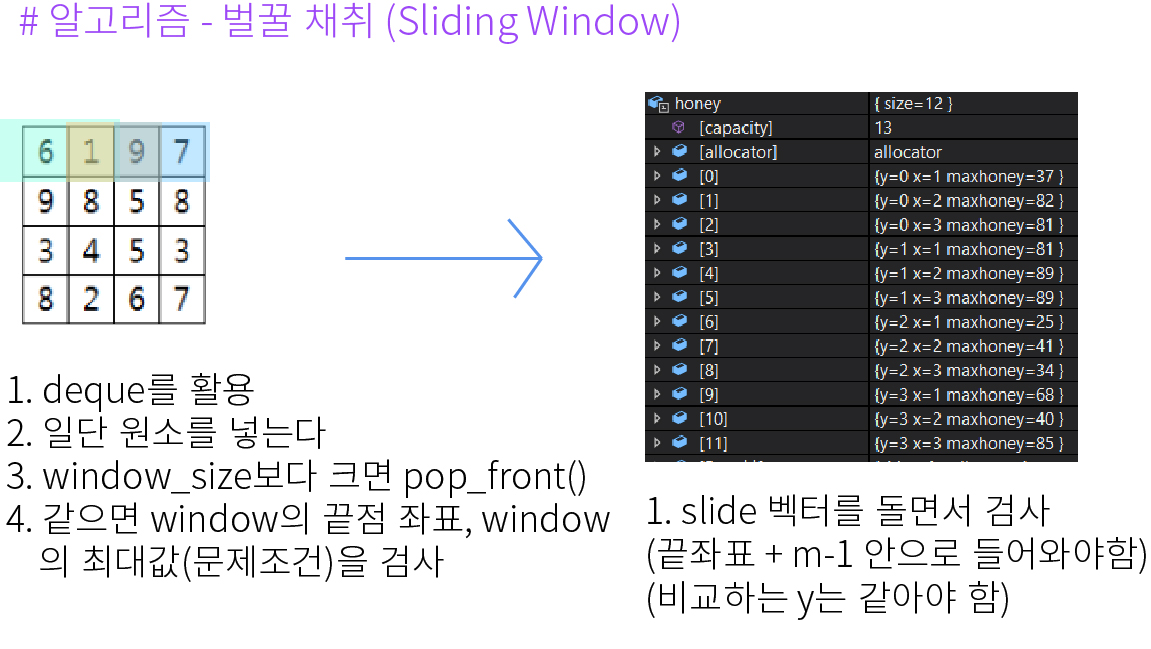 # 알고리즘 - 벌꿀 채취 (Sliding Window)
6 1 9 7
9 8 5 8
3 4 5 3
8 2 6 7
1. deque를 활용
2. 일단 원소를 넣는다
3. window_size보다 크면 pop_front()
4. 같으면 window의 끝점 좌표, window
의 최대값(문제조건)을 검사
honey { size=12 }
[capacity] 13
[allocator] allocator
[0] {y=0 x=1 maxhoney=37 }
[1] {y=0 x=2 maxhoney=82 }
[2] {y=0 x=3 maxhoney=81 }
[3] {y=1 x=1 maxhoney=81 }
[4] {y=1 x=2 maxhoney=89 }
[5] {y=1 x=3 maxhoney=89 }
[6] {y=2 x=1 maxhoney=25 }
[7] {y=2 x=2 maxhoney=41 }
[8] {y=2 x=3 maxhoney=34 }
[9] {y=3 x=1 maxhoney=68 }
[10] {y=3 x=2 maxhoney=40 }
[11] {y=3 x=3 maxhoney=85 }
1. slide 벡터를 돌면서 검사
(끝좌표 + m-1 안으로 들어와야함)
(비교하는 y는 같아야 함)